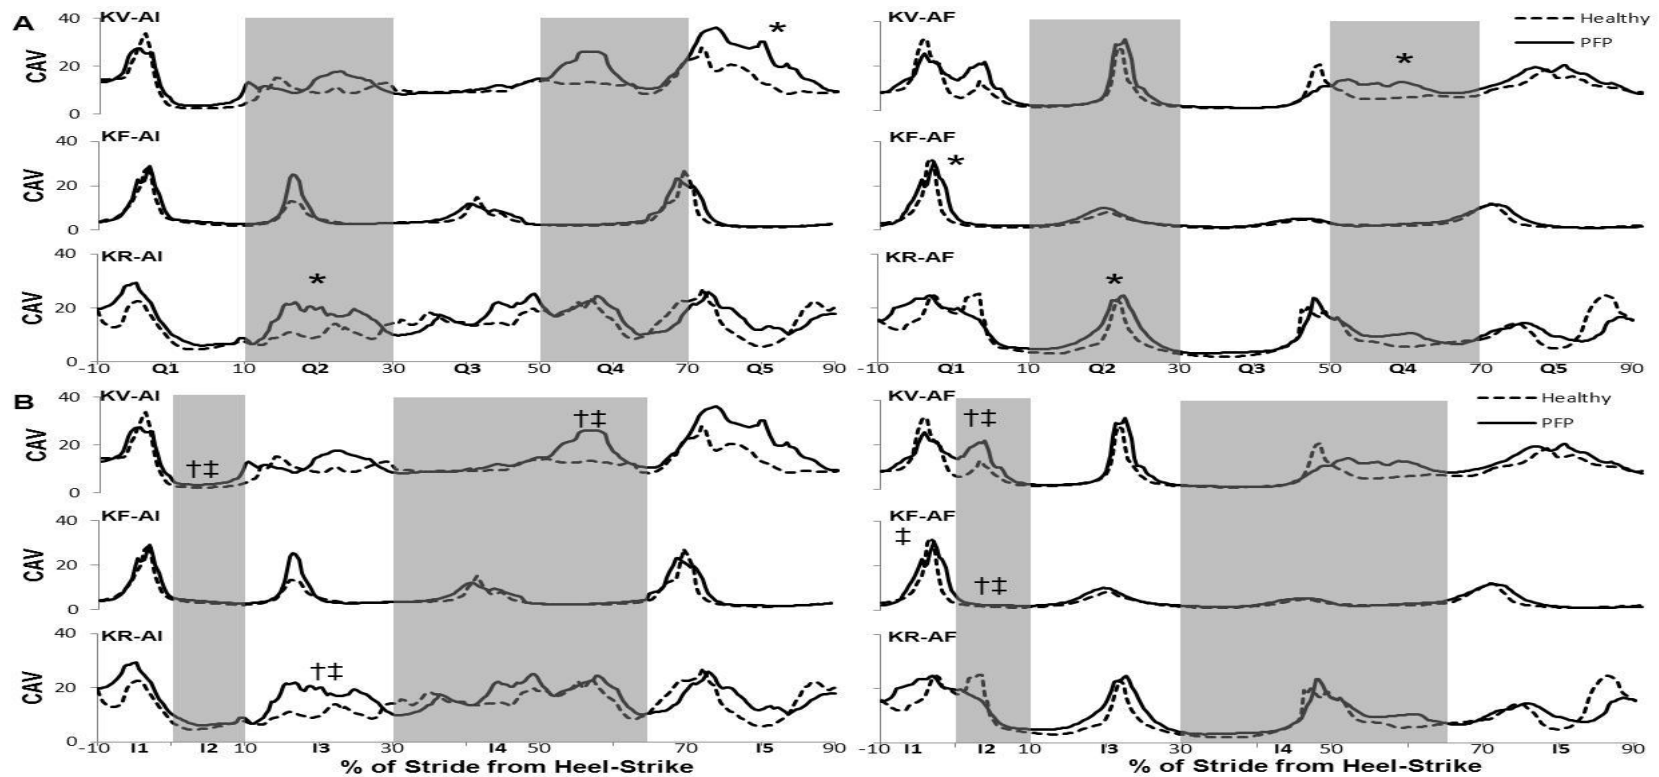 A
KV-AI
KV-AF
Healthy
PFP
40
20
0
CAV
*
*
KF-AI
KF-AF
40
20
0
CAV
*
KR-AI
KR-AF
40
20
0
CAV
*
*
-10 Q1 10 Q2 30 Q3 50 Q4 70 Q5 90
-10 Q1 10 Q2 30 Q3 50 Q4 70 Q5 90
B
KV-AI
KV-AF
Healthy
PFP
40
20
0
CAV
†‡
†‡
†‡
KF-AI
KF-AF
40
20
0
CAV
‡
†‡
KR-AI
KR-AF
40
20
0
CAV
†‡
-10 I1 I2 10 I3 30 I4 50 70 I5 90
-10 I1 I2 10 I3 30 I4 50 70 I5 90
% of Stride from Heel-Strike
% of Stride from Heel-Strike